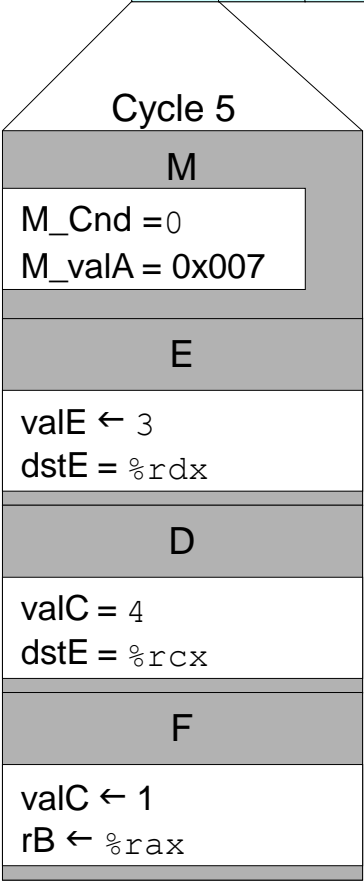 Cycle 5
M
M_Cnd =0
M_valA = 0x007
E
valE ← 3
dstE = %rdx
D
valC = 4
dstE = %rcx
F
valC ← 1
rB ← %rax